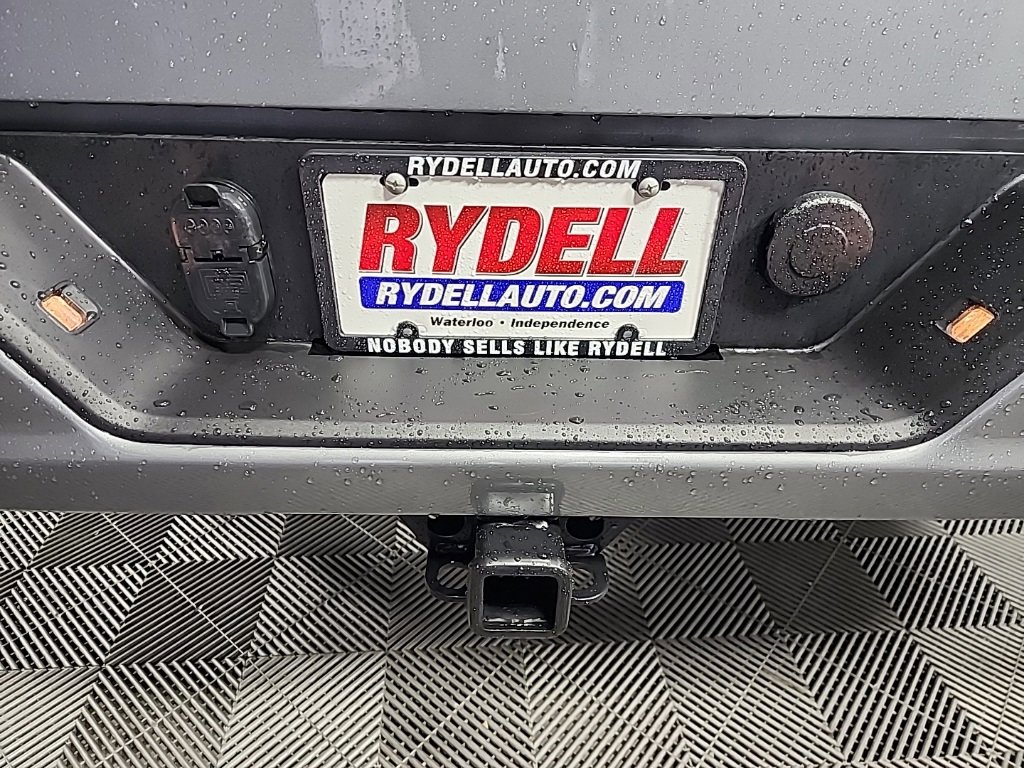 RYDELLAUTO.COM
RYDELL
RYDELLAUTO.COM
Waterloo • Independence
NOBODY SELLS LIKE RYDELL